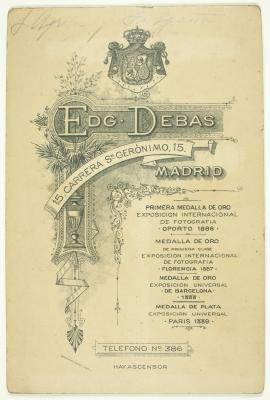 EDG. DEBAS
15. CARRERA Sn GERÓNIMO, 15.
MADRID
PRIMERA MEDALLA DE ORO
EXPOSICION INTERNACIONAL
DE FOTOGRAFIA
OPORTO 1886
MEDALLA DE ORO
DE PRIMERA CLASE
EXPOSICION INTERNACIONAL
DE FOTOGRAFIA
FLORENCIA 1887
MEDALLA DE ORO
EXPOSICION UNIVERSAL
DE BARCELONA
1888
MEDALLA DE PLATA
EXPOSICION UNIVERSAL
PARIS 1889
TELEFONO No 386
HAY ASCENSOR